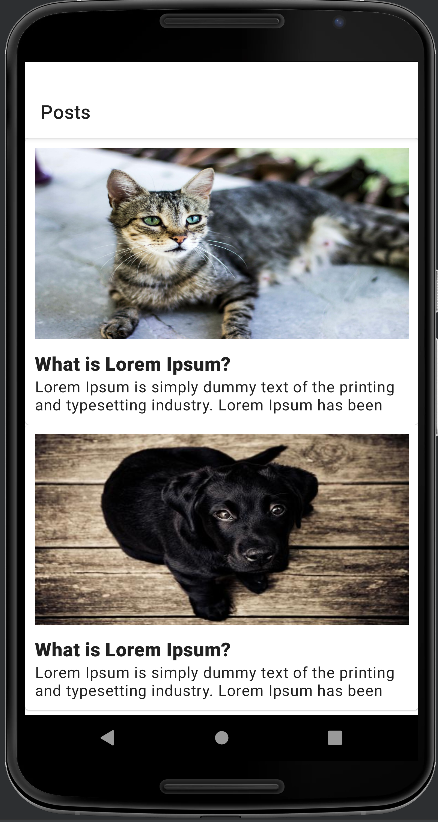 Posts
What is Lorem Ipsum?
Lorem Ipsum is simply dummy text of the printing
and typesetting industry. Lorem Ipsum has been
What is Lorem Ipsum?
Lorem Ipsum is simply dummy text of the printing
and typesetting industry. Lorem Ipsum has been